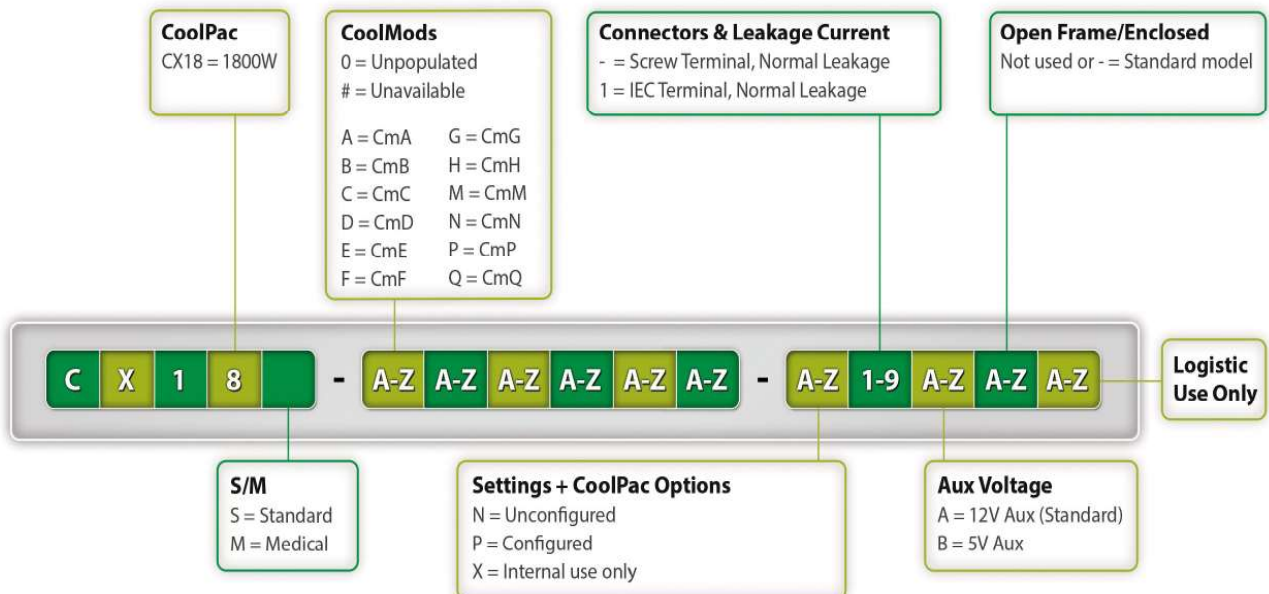 CoolPac
CX18 = 1800W
CoolMods
0 = Unpopulated
# = Unavailable
A = CmA G = CmG
B = CmB H = CmH
C = CmC M = CmM
D = CmD N = CmN
E = CmE P = CmP
F = CmF Q = CmQ
Connectors & Leakage Current
- = Screw Terminal, Normal Leakage
1 = IEC Terminal, Normal Leakage
Open Frame/Enclosed
Not used or - = Standard model
C X 1 8 - A-Z A-Z A-Z A-Z A-Z A-Z - A-Z 1-9 A-Z A-Z A-Z
Logistic
Use Only
S/M
S = Standard
M = Medical
Settings + CoolPac Options
N = Unconfigured
P = Configured
X = Internal use only
Aux Voltage
A = 12V Aux (Standard)
B = 5V Aux